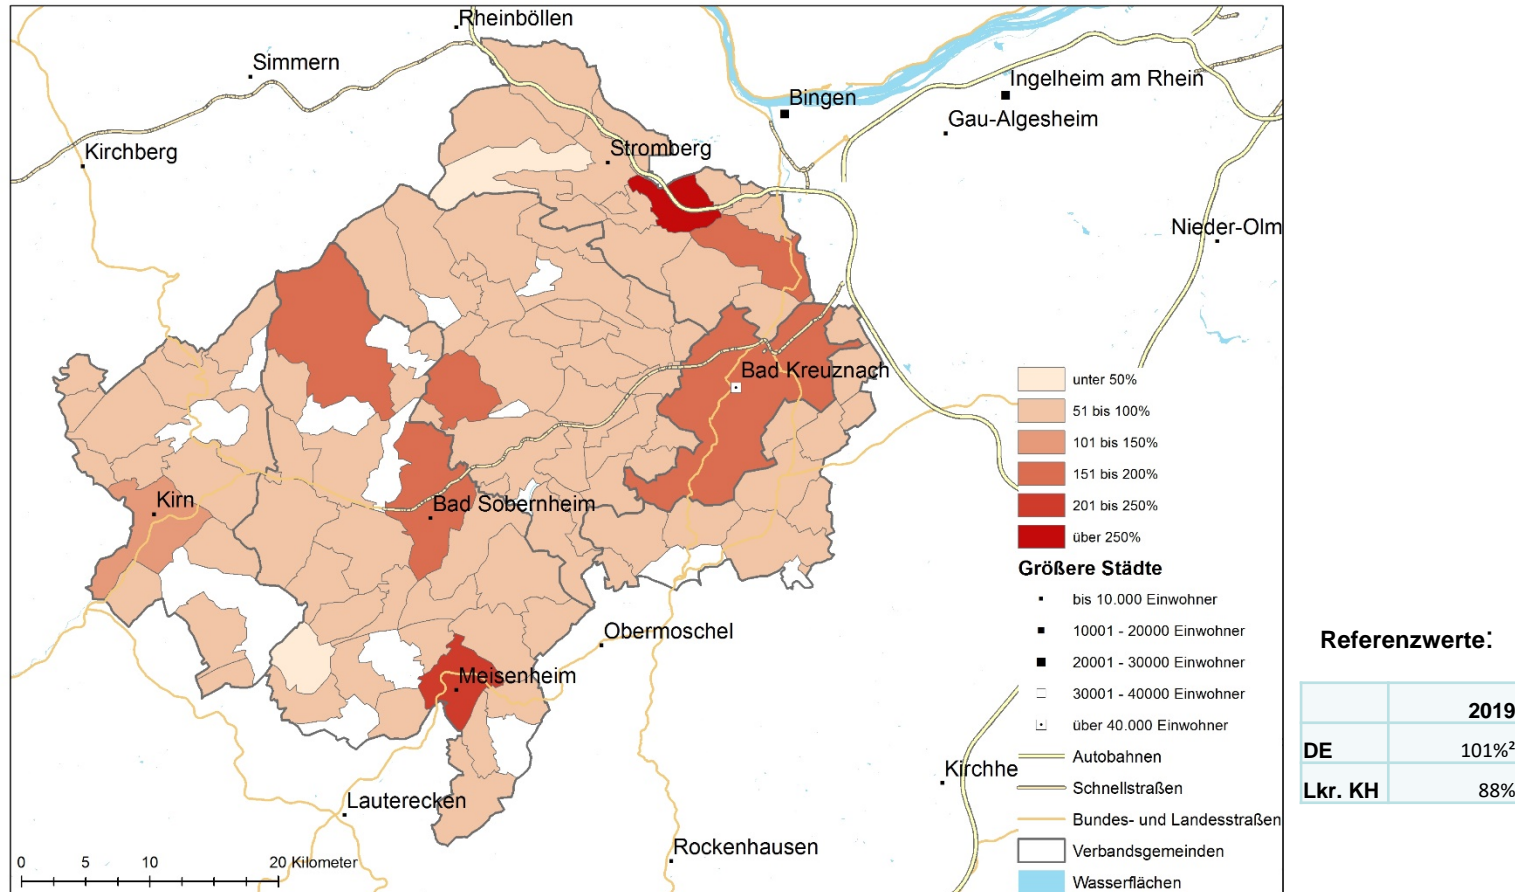 Rheinböllen
Simmern
Ingelheim am Rhein
Bingen
Gau-Algesheim
Kirchberg
Stromberg
Nieder-Olm
Bad Kreuznach
Kirn
Bad Sobernheim
Obermoschel
Meisenheim
Kirchhe
Lauterecken
Rockenhausen
0 5 10 20 Kilometer
unter 50%
51 bis 100%
101 bis 150%
151 bis 200%
201 bis 250%
über 250%
Größere Städte
bis 10.000 Einwohner
10001 - 20000 Einwohner
20001 - 30000 Einwohner
30001 - 40000 Einwohner
über 40.000 Einwohner
Autobahnen
Schnellstraßen
Bundes- und Landesstraßen
Verbandsgemeinden
Wasserflächen
Referenzwerte:
2019
DE 101%²
Lkr. KH 88%